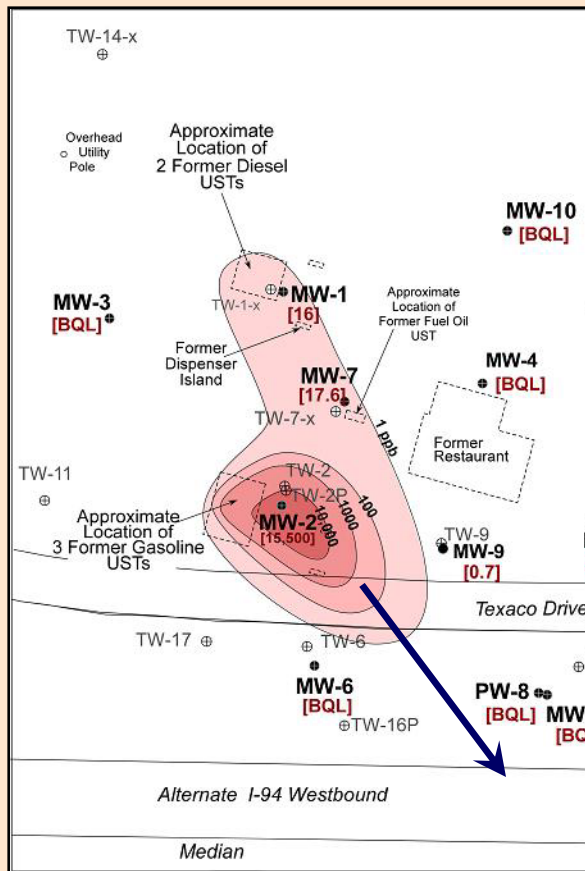 TW-14-x
Overhead
Utility
Pole
Approximate
Location of
2 Former Diesel
USTs
MW-10
[BQL]
MW-3
[BQL]
TW-1-x
MW-1
[16]
Approximate
Location of
Former Fuel Oil
UST
Former
Dispenser
Island
MW-7
[17.6]
TW-7-x
MW-4
[BQL]
1 ppb
Former
Restaurant
TW-11
TW-2
TW-2P
MW-2
[15,500]
10,000
1000
100
Approximate
Location of
3 Former Gasoline
USTs
TW-9
MW-9
[0.7]
Texaco Drive
TW-17
TW-6
MW-6
[BQL]
TW-16P
PW-8
[BQL]
MW
[BQ
Alternate I-94 Westbound
Median